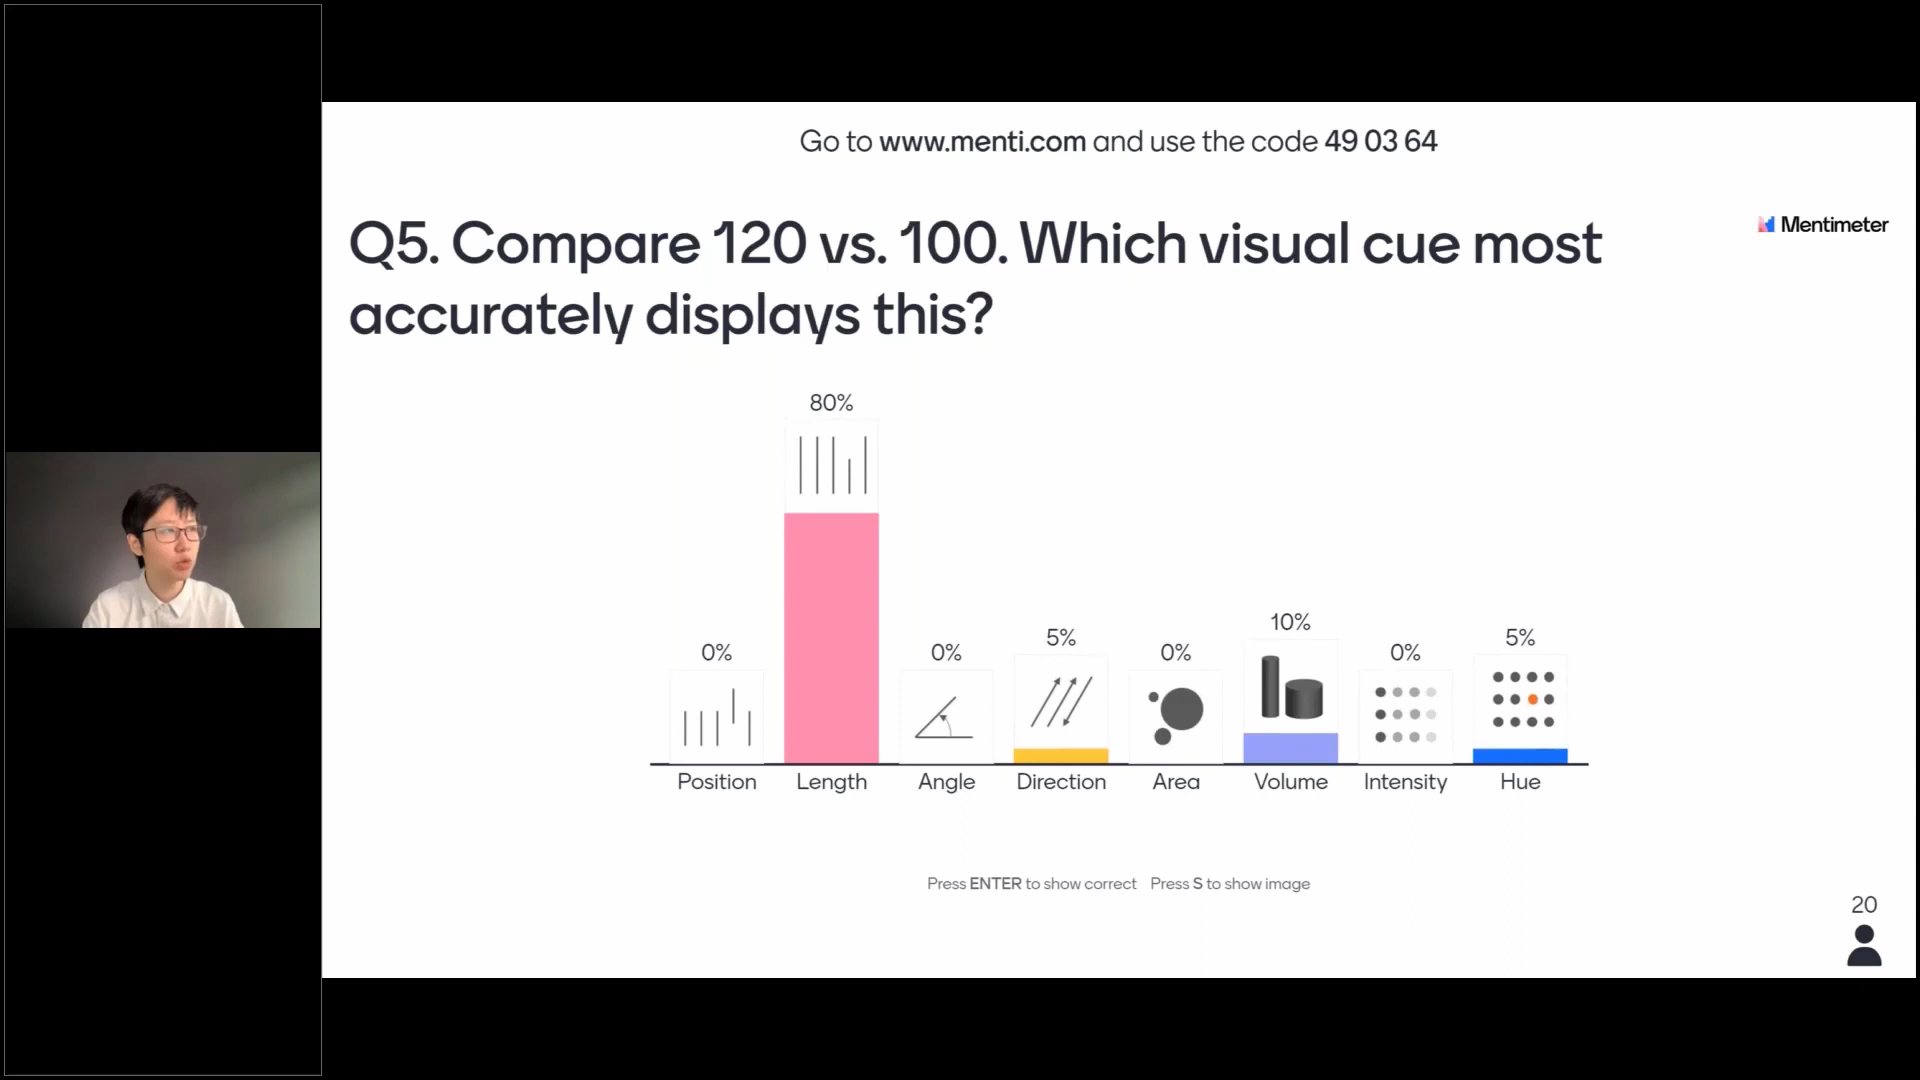 Go to www.menti.com and use the code 49 03 64
Q5. Compare 120 vs. 100. Which visual cue most
accurately displays this?
Mentimeter
80%
10%
5%
5%
0%
0%
0%
0%
Position
Length
Angle
Direction
Area
Volume
Intensity
Hue
Press ENTER to show correct Press S to show image
20